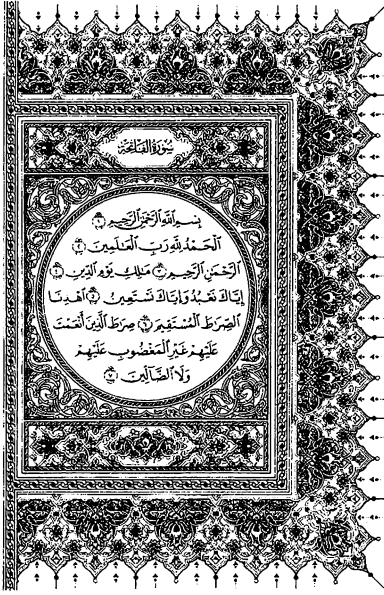 سُورَةُ الفَاتِحَةِ
بِسْمِ ٱللَّهِ ٱلرَّحْمَٰنِ ٱلرَّحِيمِ ١
ٱلْحَمْدُ لِلَّهِ رَبِّ ٱلْعَٰلَمِينَ ٢
ٱلرَّحْمَٰنِ ٱلرَّحِيمِ ٣ مَٰلِكِ يَوْمِ ٱلدِّينِ ٤
إِيَّاكَ نَعْبُدُ وَإِيَّاكَ نَسْتَعِينُ ٥ ٱهْدِنَا
ٱلصِّرَٰطَ ٱلْمُسْتَقِيمَ ٦ صِرَٰطَ ٱلَّذِينَ أَنْعَمْتَ
عَلَيْهِمْ غَيْرِ ٱلْمَغْضُوبِ عَلَيْهِمْ
وَلَا ٱلضَّآلِّينَ ٧